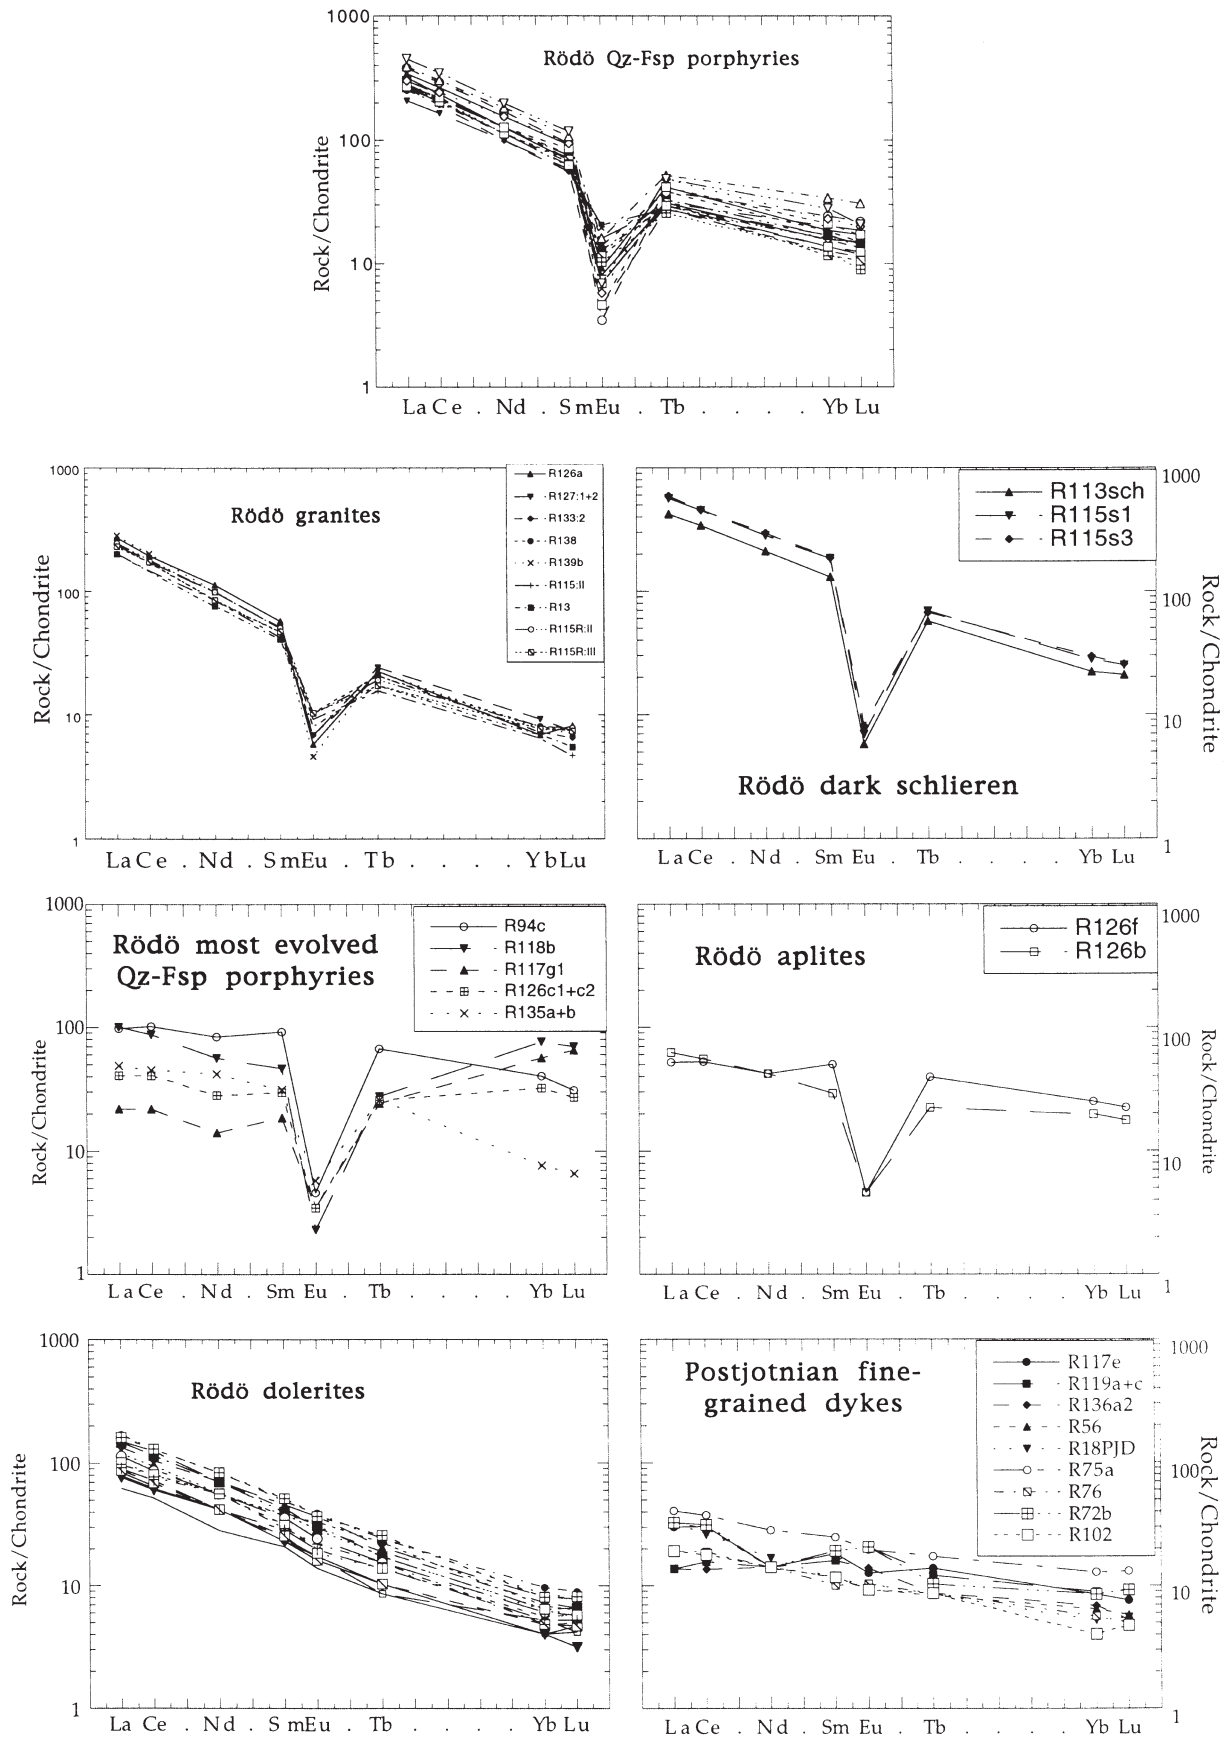 Rödö Qz-Fsp porphyries
Rock/Chondrite
1000
100
10
1
La Ce . Nd . Sm Eu . Tb . . . . Yb Lu
Rödö granites
Rock/Chondrite
1000
100
10
1
R126a
R127:1+2
R133:2
R138
R139b
R115:II
R13
R115R:II
R115R:III
La Ce . Nd . Sm Eu . Tb . . . . Yb Lu
R113sch
R115s1
R115s3
Rödö dark schlieren
1000
100
10
1
Rock/Chondrite
La Ce . Nd . Sm Eu . Tb . . . . Yb Lu
Rödö most evolved
Qz-Fsp porphyries
Rock/Chondrite
1000
100
10
1
R94c
R118b
R117g1
R126c1+c2
R135a+b
La Ce . Nd . Sm Eu . Tb . . . . Yb Lu
Rödö aplites
R126f
R126b
1000
100
10
1
Rock/Chondrite
La Ce . Nd . Sm Eu . Tb . . . . Yb Lu
Rödö dolerites
Rock/Chondrite
1000
100
10
1
La Ce . Nd . Sm Eu . Tb . . . . Yb Lu
Postjotnian fine-
grained dykes
R117e
R119a+c
R136a2
R56
R18PJD
R75a
R76
R72b
R102
1000
100
10
1
Rock/Chondrite
La Ce . Nd . Sm Eu . Tb . . . . Yb Lu